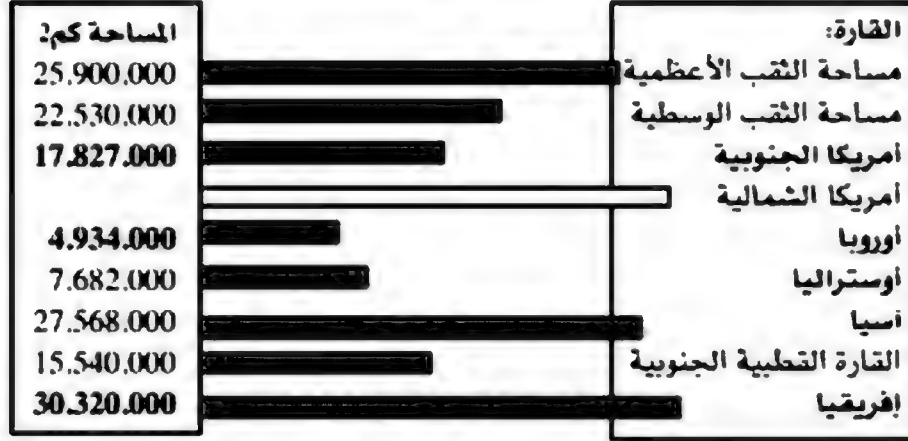 القارة: المساحة كم2
مساحة الثقب الأعظمية 25.900.000
مساحة الثقب الوسطية 22.530.000
أمريكا الجنوبية 17.827.000
أمريكا الشمالية
أوروبا 4.934.000
أوستراليا 7.682.000
آسيا 27.568.000
القارة القطبية الجنوبية 15.540.000
إفريقيا 30.320.000